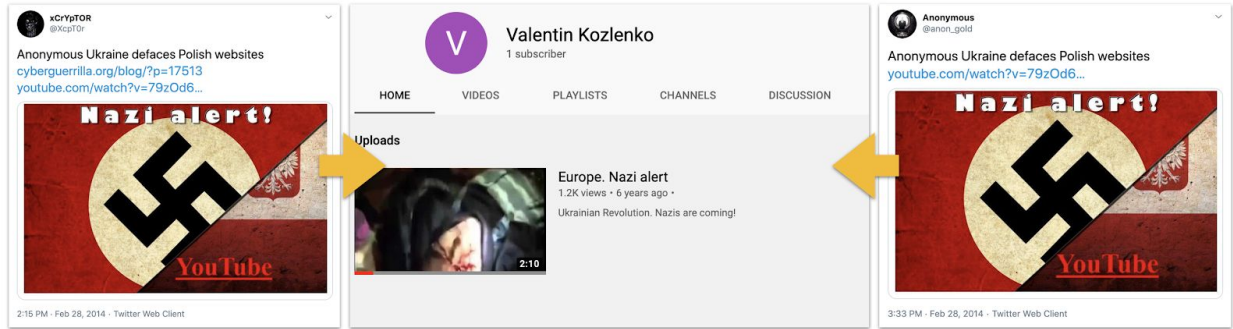 xCrYpTOR
@XcpT0r
Anonymous Ukraine defaces Polish websites
cyberguerrilla.org/blog/?p=17513
youtube.com/watch?v=79zOd6...
Nazi alert!
YouTube
2:15 PM · Feb 28, 2014 · Twitter Web Client
V
Valentin Kozlenko
1 subscriber
HOME VIDEOS PLAYLISTS CHANNELS DISCUSSION
Uploads
2:10
Europe. Nazi alert
1.2K views • 6 years ago •
Ukrainian Revolution. Nazis are coming!
Anonymous
@anon_gold
Anonymous Ukraine defaces Polish websites
youtube.com/watch?v=79zOd6...
Nazi alert!
YouTube
3:33 PM · Feb 28, 2014 · Twitter Web Client